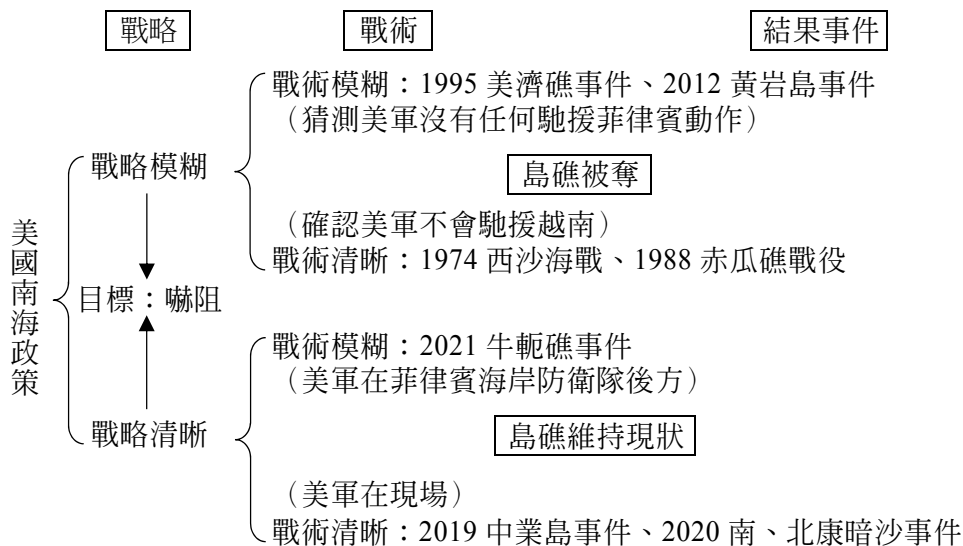 戰略 戰術 結果事件
戰術模糊：1995 美濟礁事件、2012 黃岩島事件
（猜測美軍沒有任何馳援菲律賓動作）
戰略模糊
島礁被奪
（確認美軍不會馳援越南）
戰術清晰：1974 西沙海戰、1988 赤瓜礁戰役
美國南海政策
目標：嚇阻
戰術模糊：2021 牛軛礁事件
（美軍在菲律賓海岸防衛隊後方）
戰略清晰
島礁維持現狀
（美軍在現場）
戰術清晰：2019 中業島事件、2020 南、北康暗沙事件